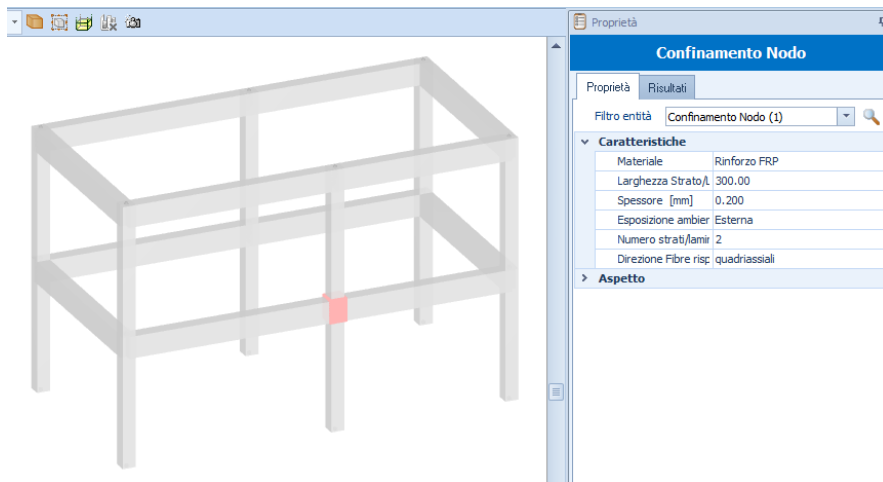 Proprietà
Confinamento Nodo
Proprietà Risultati
Filtro entità Confinamento Nodo (1)
Caratteristiche
Materiale Rinforzo FRP
Larghezza Strato/L 300.00
Spessore [mm] 0.200
Esposizione ambier Esterna
Numero strati/lamir 2
Direzione Fibre risp quadriassiali
Aspetto